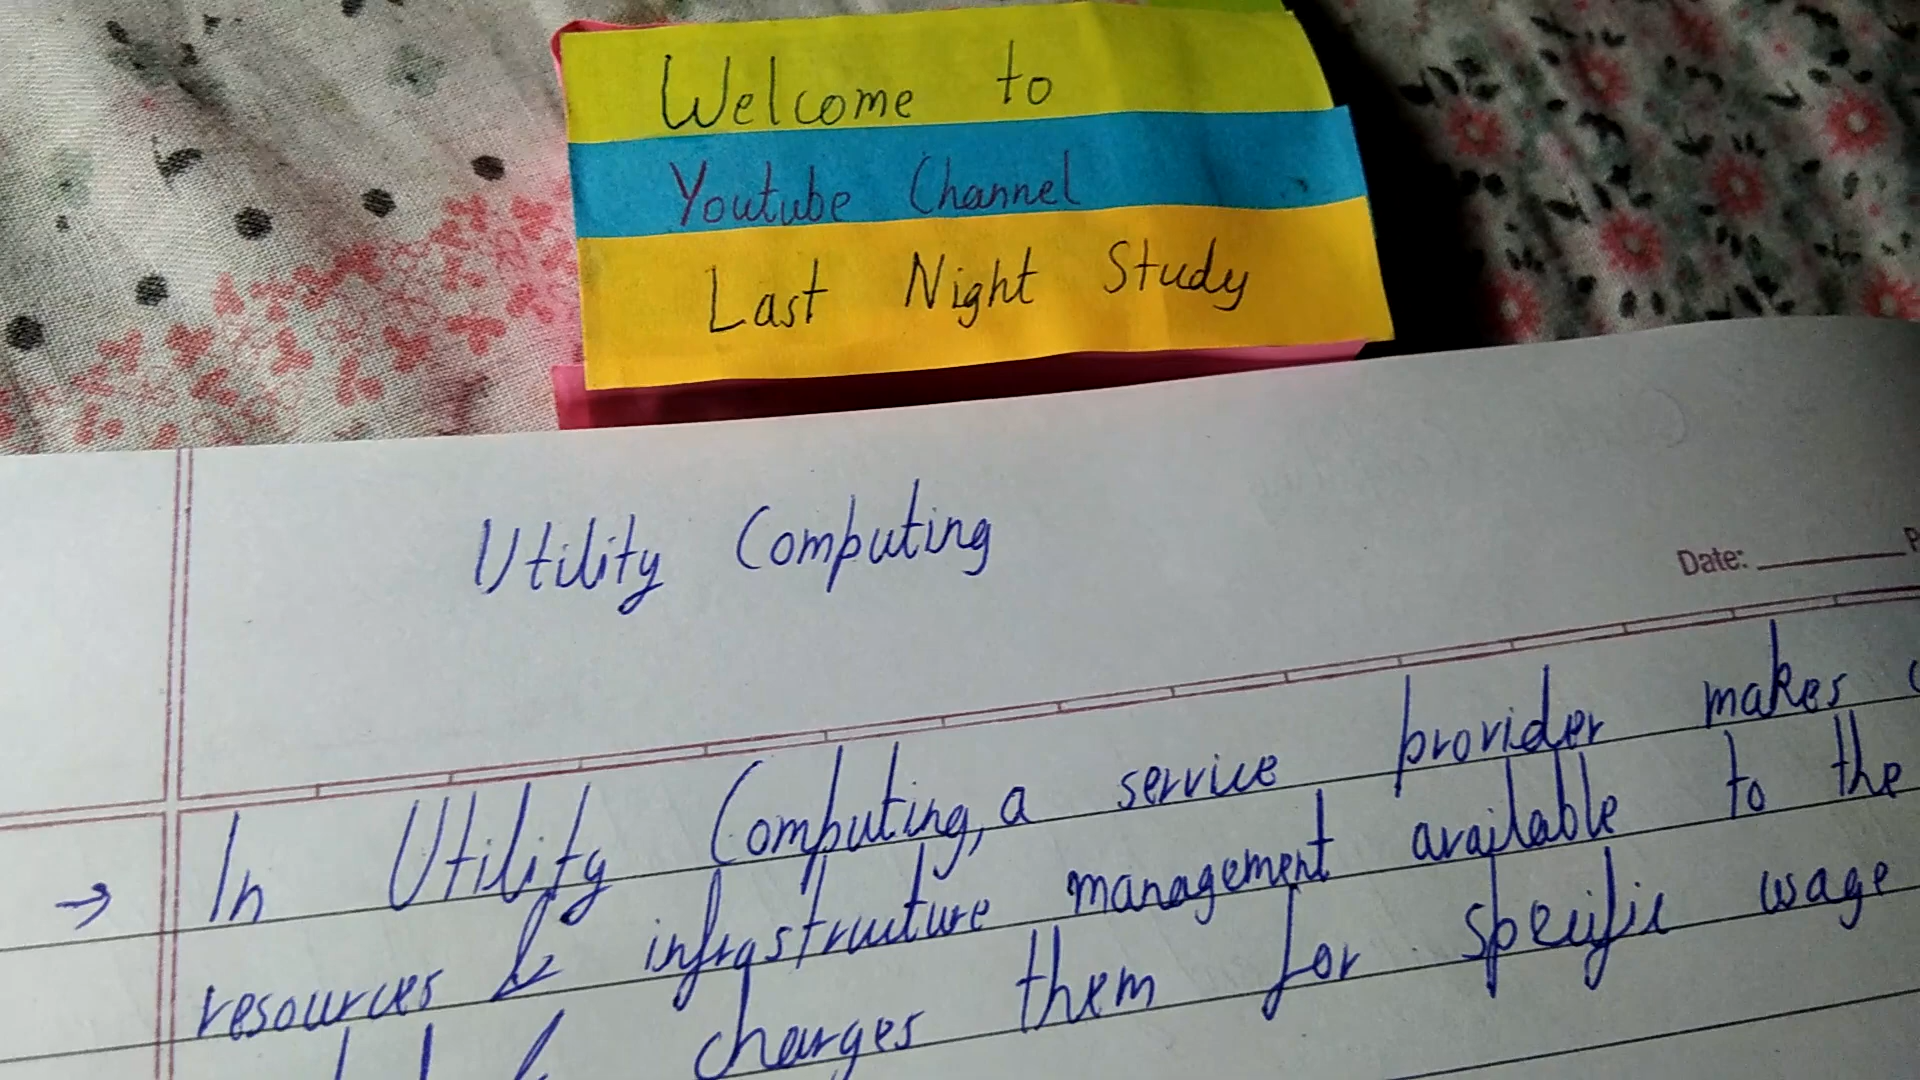 Welcome to
Youtube Channel
Last Night Study
Utility Computing
Date:
→ In Utility Computing, a service provider makes
resources & infrastructure management available to the
charges them for specific usage